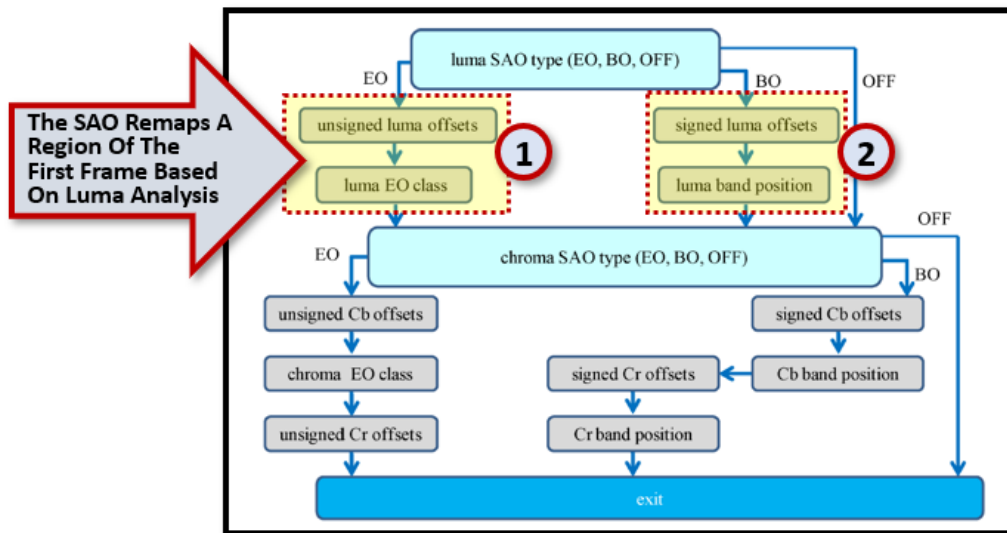 The SAO Remaps A
Region Of The
First Frame Based
On Luma Analysis
luma SAO type (EO, BO, OFF)
EO
BO
OFF
unsigned luma offsets
1
signed luma offsets
2
luma EO class
luma band position
OFF
EO
chroma SAO type (EO, BO, OFF)
BO
unsigned Cb offsets
signed Cb offsets
chroma EO class
signed Cr offsets
Cb band position
unsigned Cr offsets
Cr band position
exit